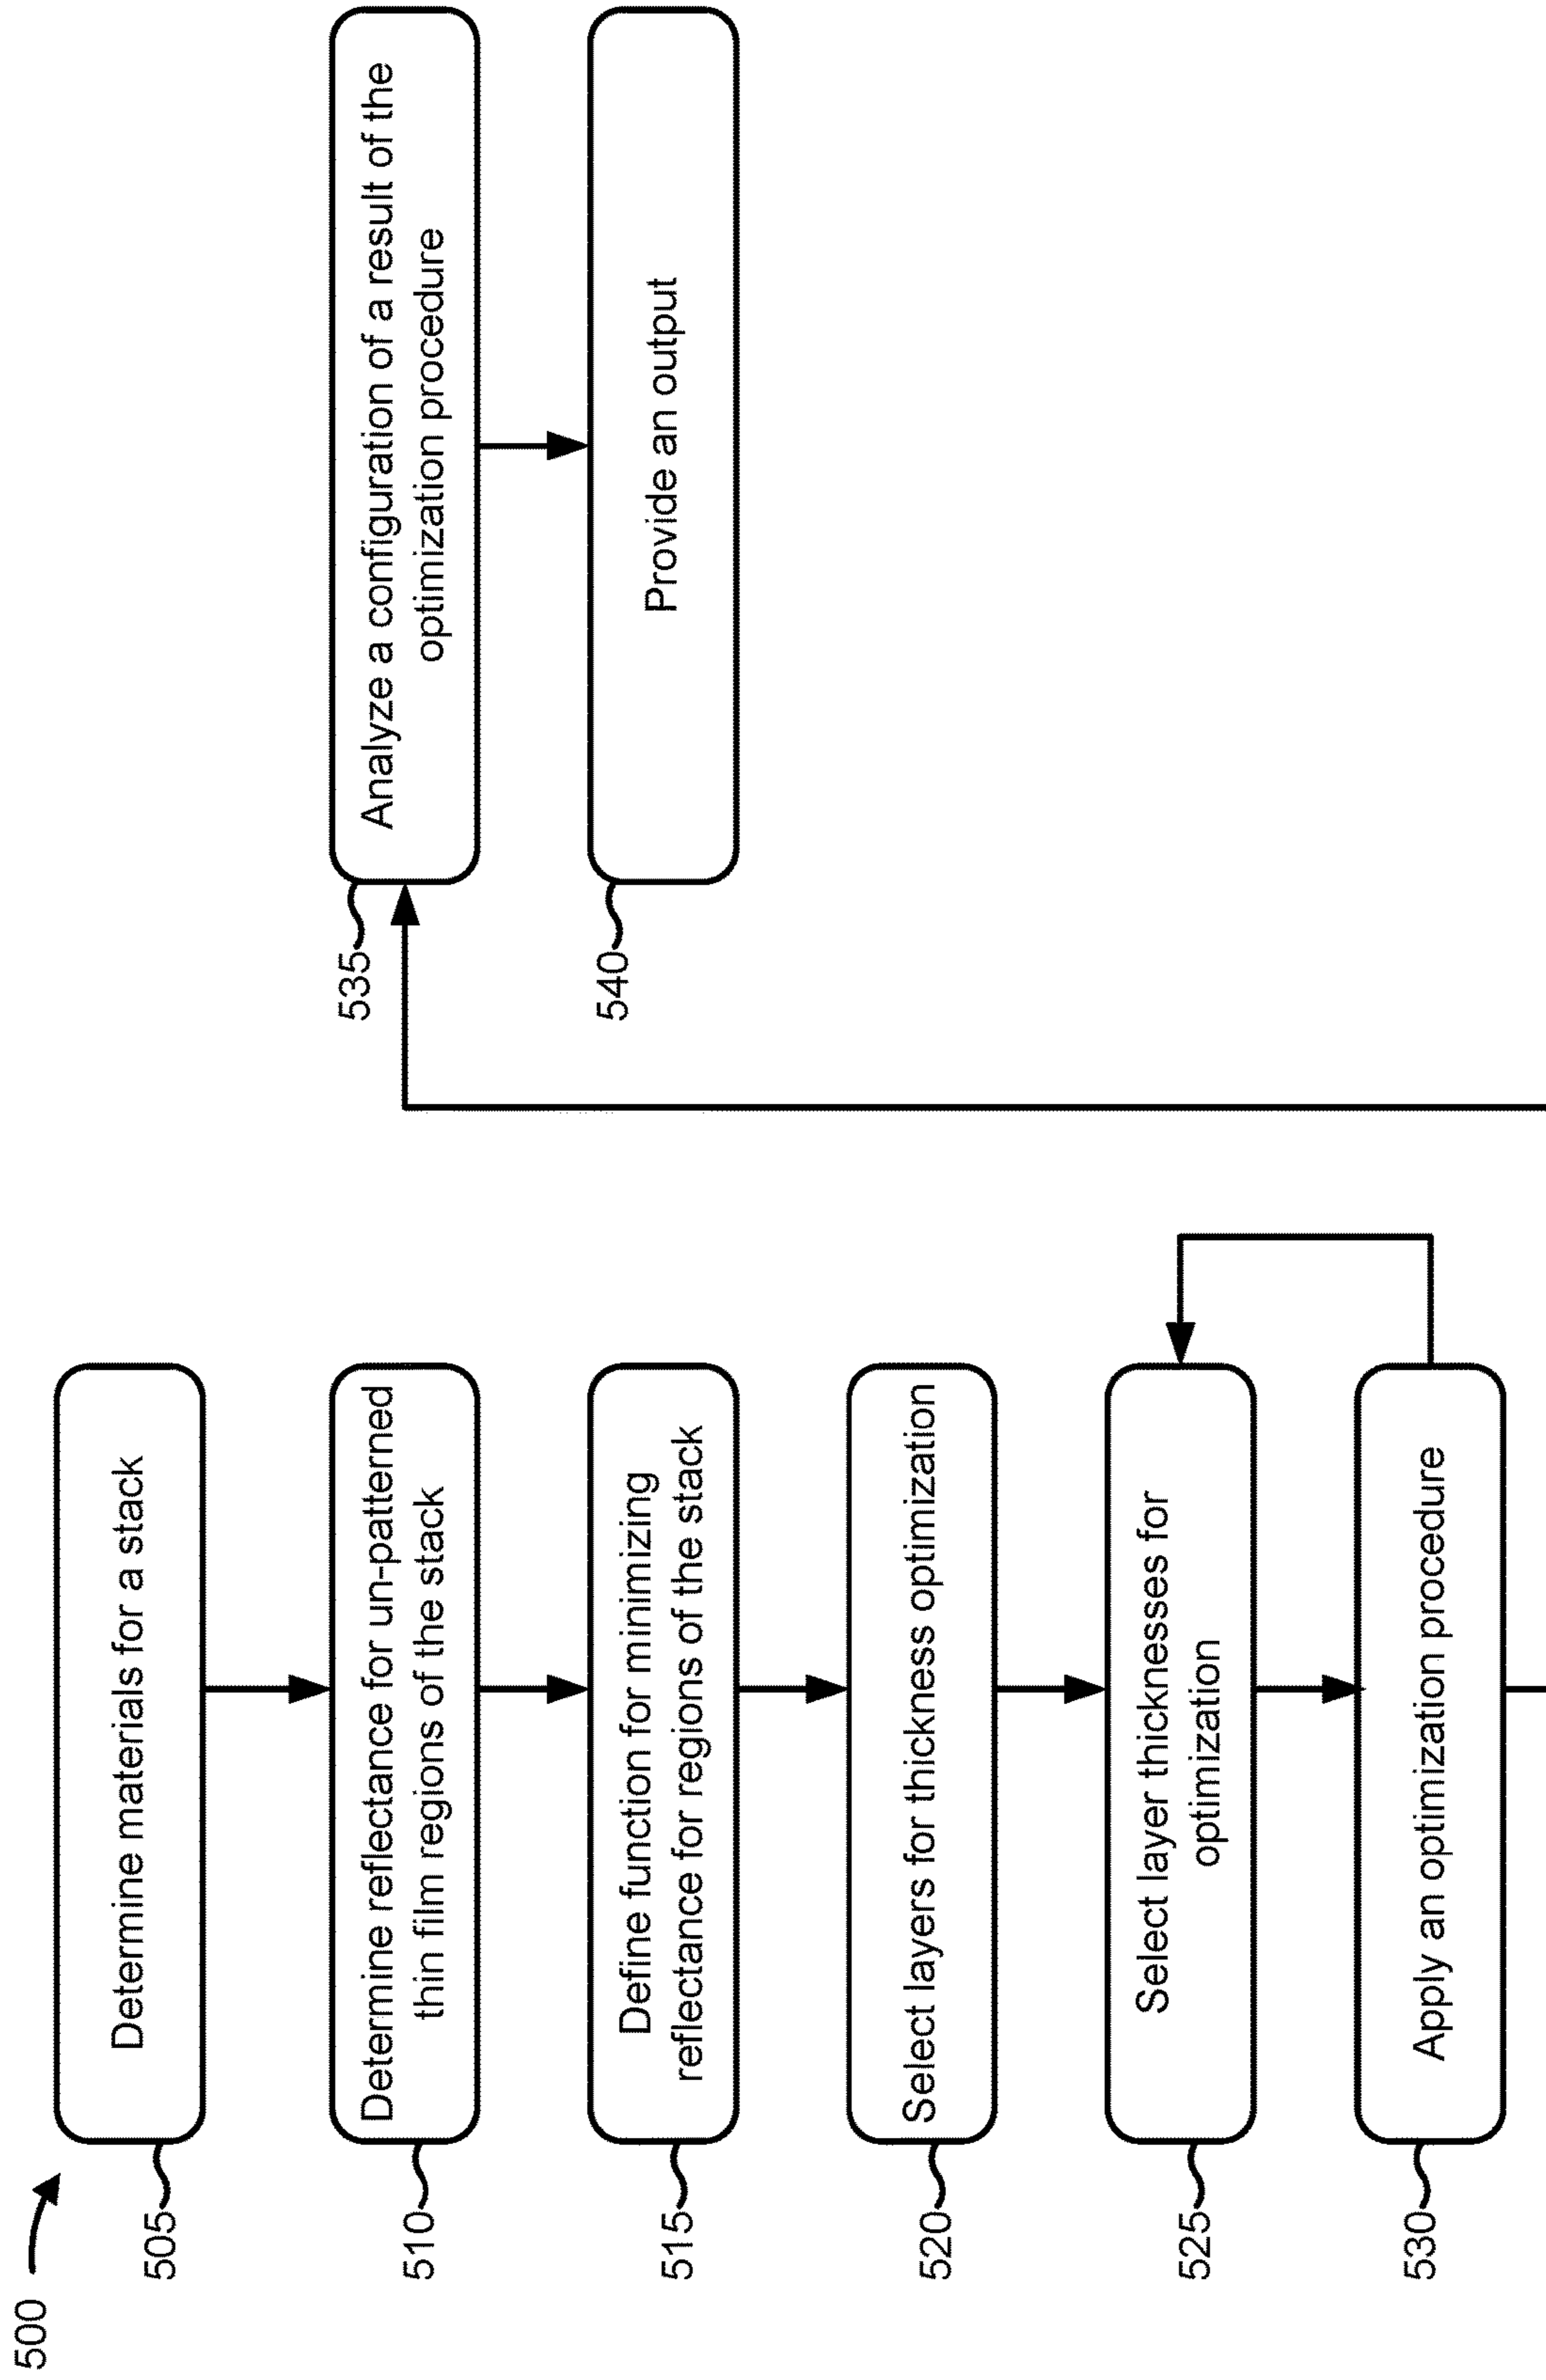 500
505
Determine materials for a stack
510
Determine reflectance for un-patterned
thin film regions of the stack
515
Define function for minimizing
reflectance for regions of the stack
520
Select layers for thickness optimization
525
Select layer thicknesses for
optimization
530
Apply an optimization procedure
535
Analyze a configuration of a result of the
optimization procedure
540
Provide an output